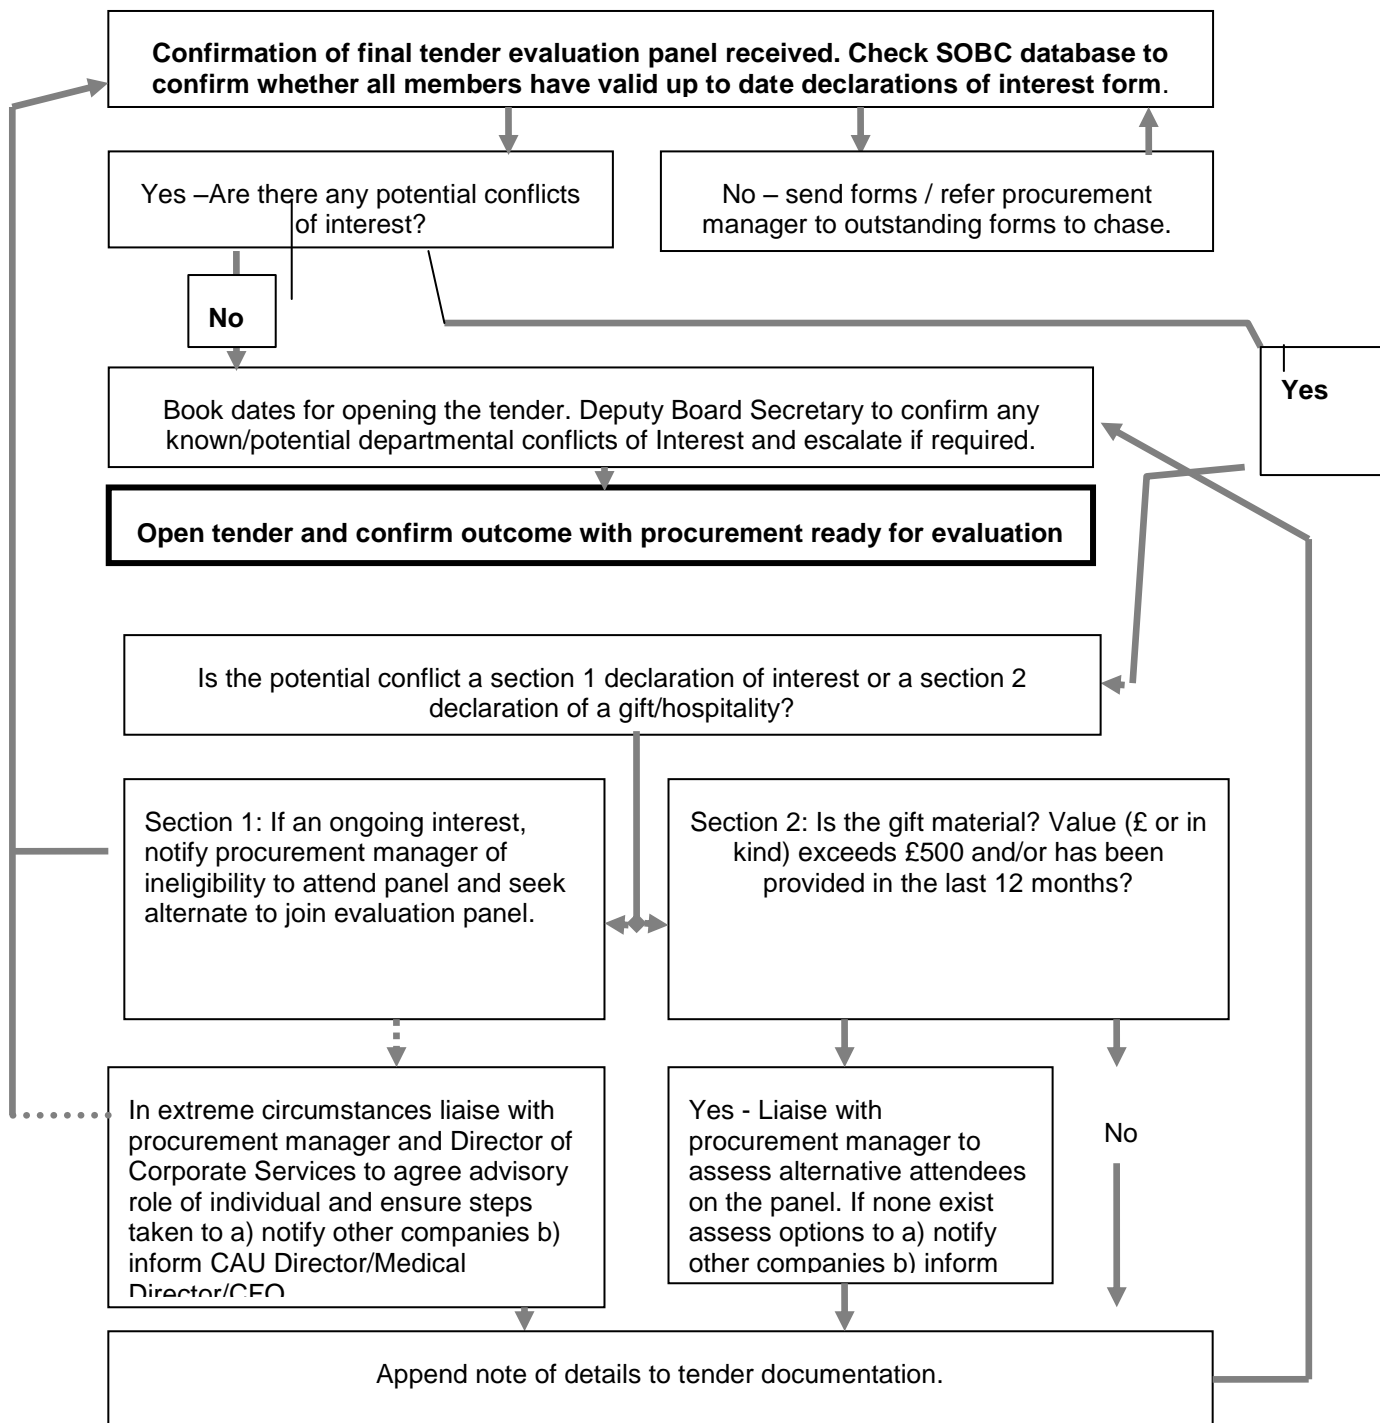 Confirmation of final tender evaluation panel received. Check SOBC database to
confirm whether all members have valid up to date declarations of interest form.
Yes –Are there any potential conflicts
of interest?
No – send forms / refer procurement
manager to outstanding forms to chase.
No
Yes
Book dates for opening the tender. Deputy Board Secretary to confirm any
known/potential departmental conflicts of Interest and escalate if required.
Open tender and confirm outcome with procurement ready for evaluation
Is the potential conflict a section 1 declaration of interest or a section 2
declaration of a gift/hospitality?
Section 1: If an ongoing interest,
notify procurement manager of
ineligibility to attend panel and seek
alternate to join evaluation panel.
Section 2: Is the gift material? Value (£ or in
kind) exceeds £500 and/or has been
provided in the last 12 months?
In extreme circumstances liaise with
procurement manager and Director of
Corporate Services to agree advisory
role of individual and ensure steps
taken to a) notify other companies b)
inform CAU Director/Medical
Director/CEO
Yes - Liaise with
procurement manager to
assess alternative attendees
on the panel. If none exist
assess options to a) notify
other companies b) inform
No
Append note of details to tender documentation.